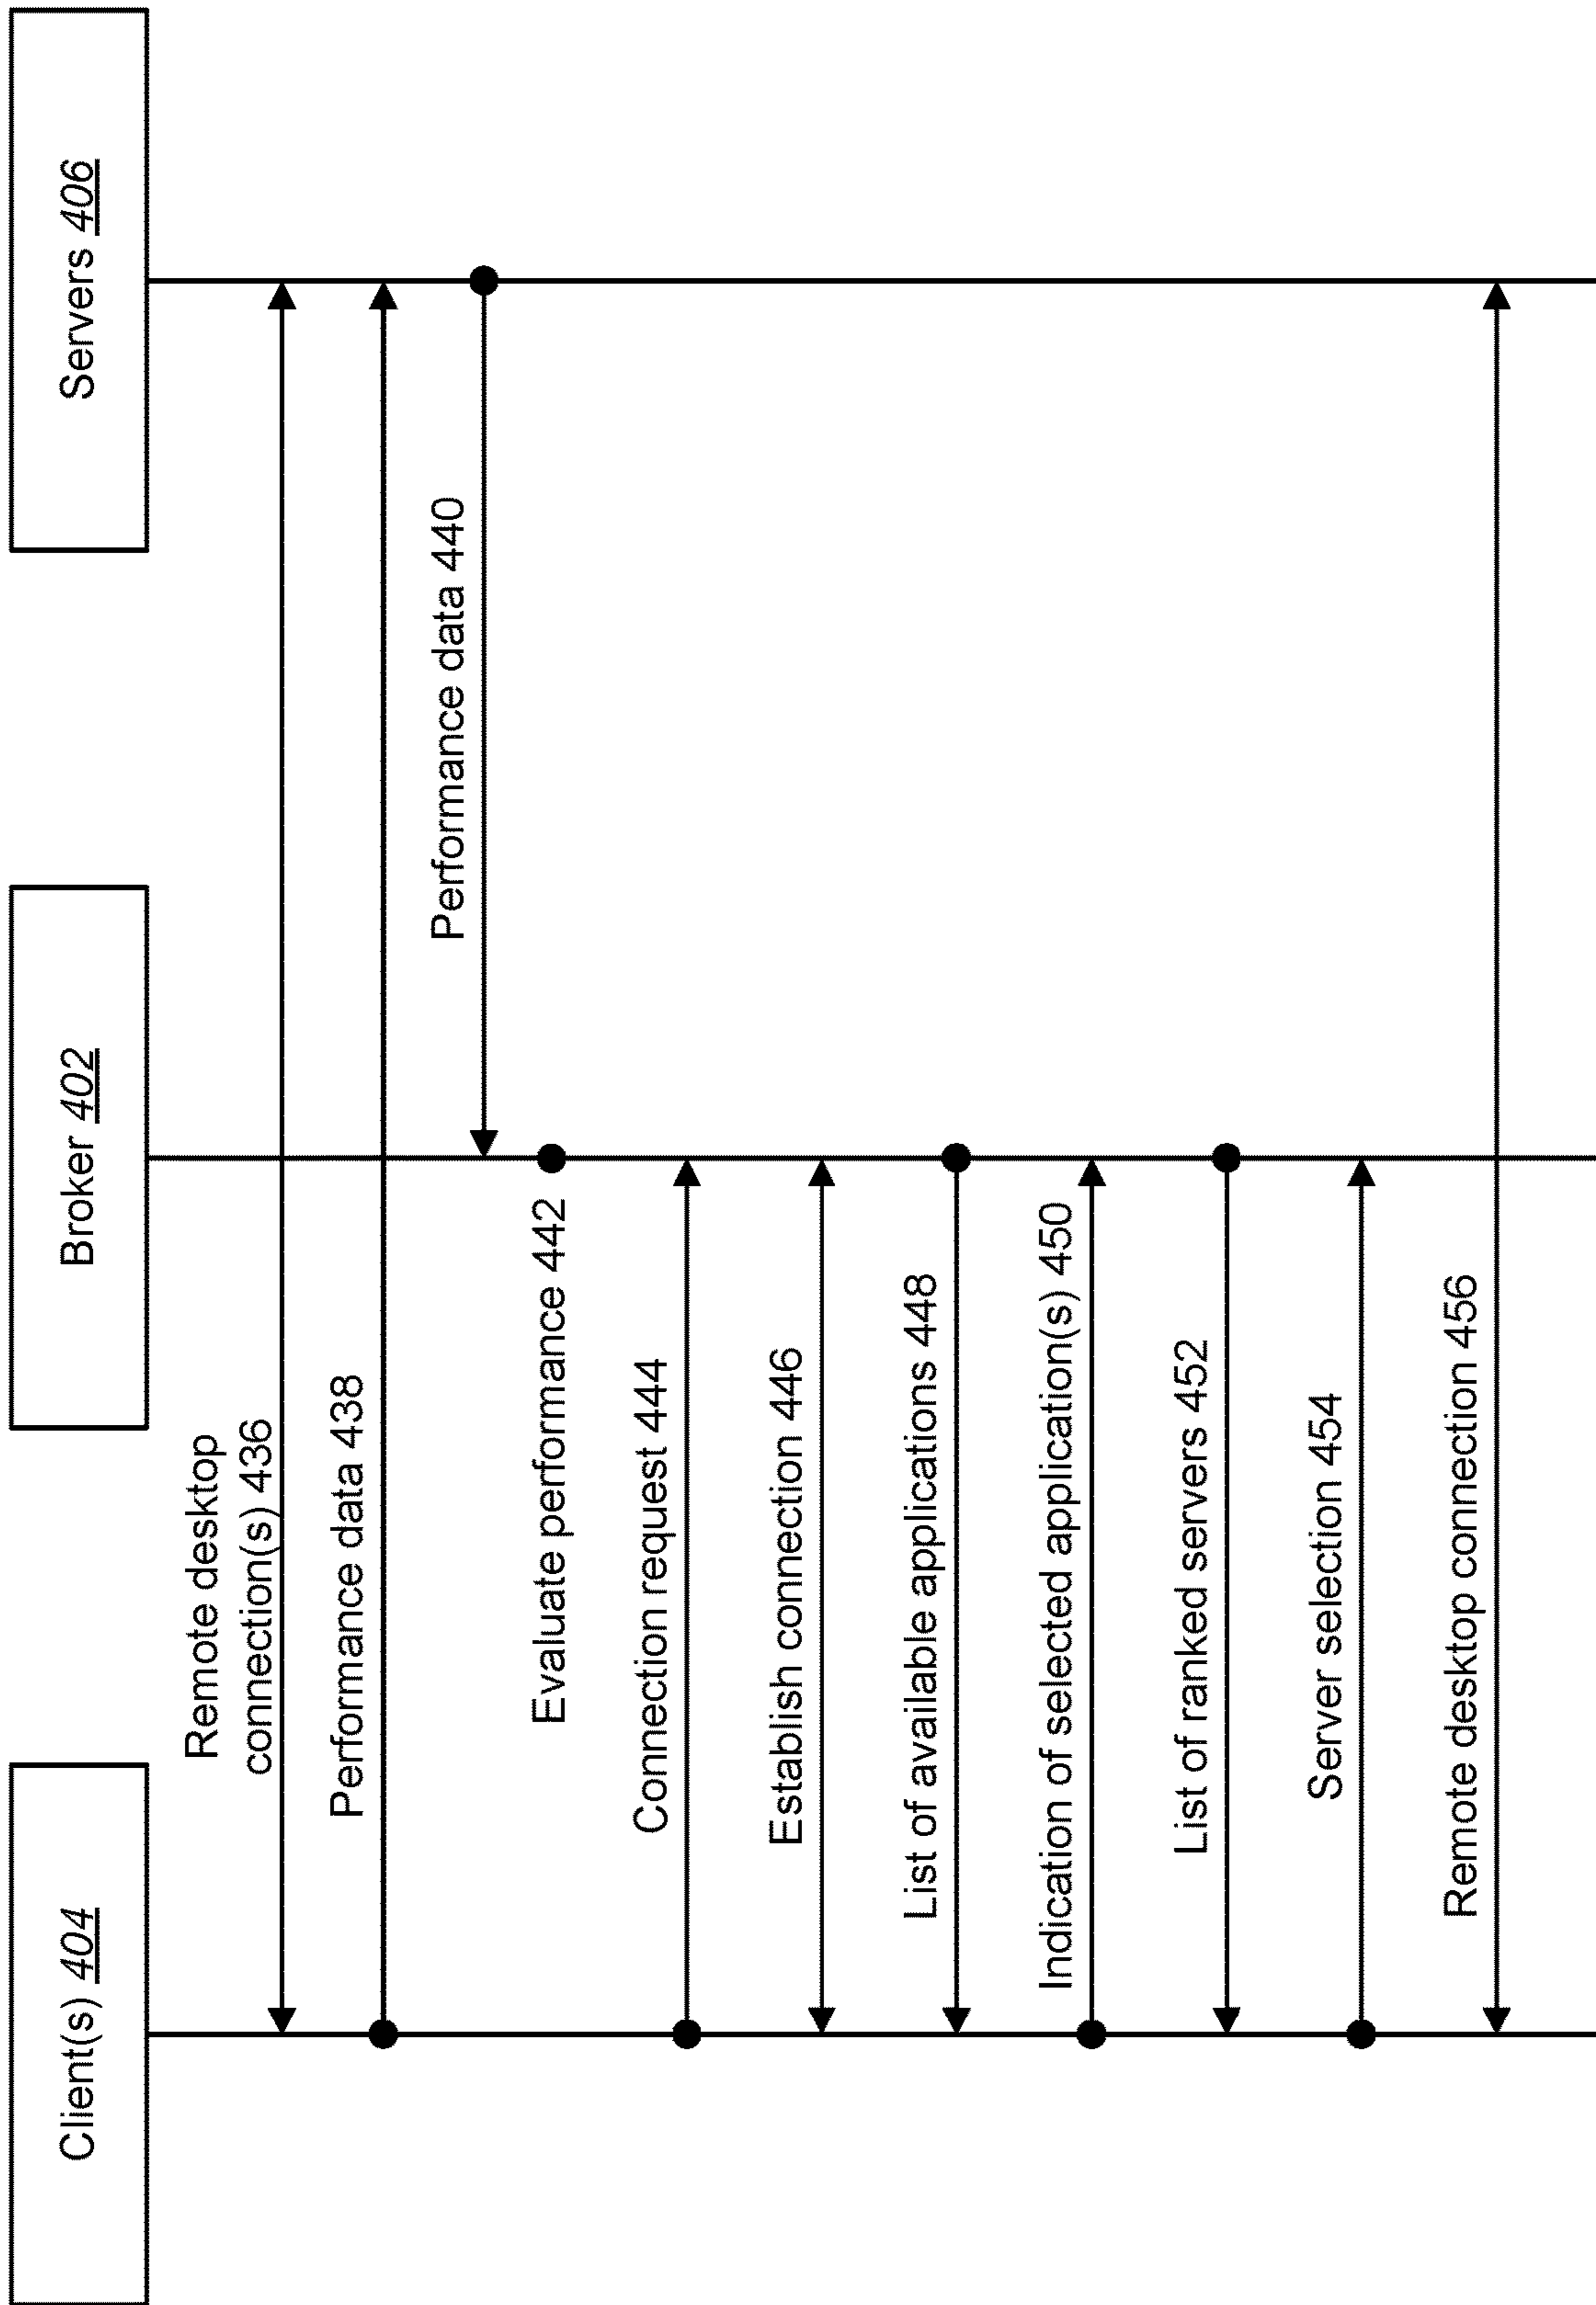 Client(s) 404
Broker 402
Servers 406
Remote desktop
connection(s) 436
Performance data 438
Performance data 440
Evaluate performance 442
Connection request 444
Establish connection 446
List of available applications 448
Indication of selected application(s) 450
List of ranked servers 452
Server selection 454
Remote desktop connection 456